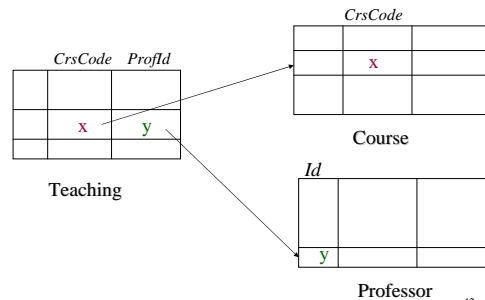 CrsCode ProfId
x y
Teaching
CrsCode
x
Course
Id
y
Professor